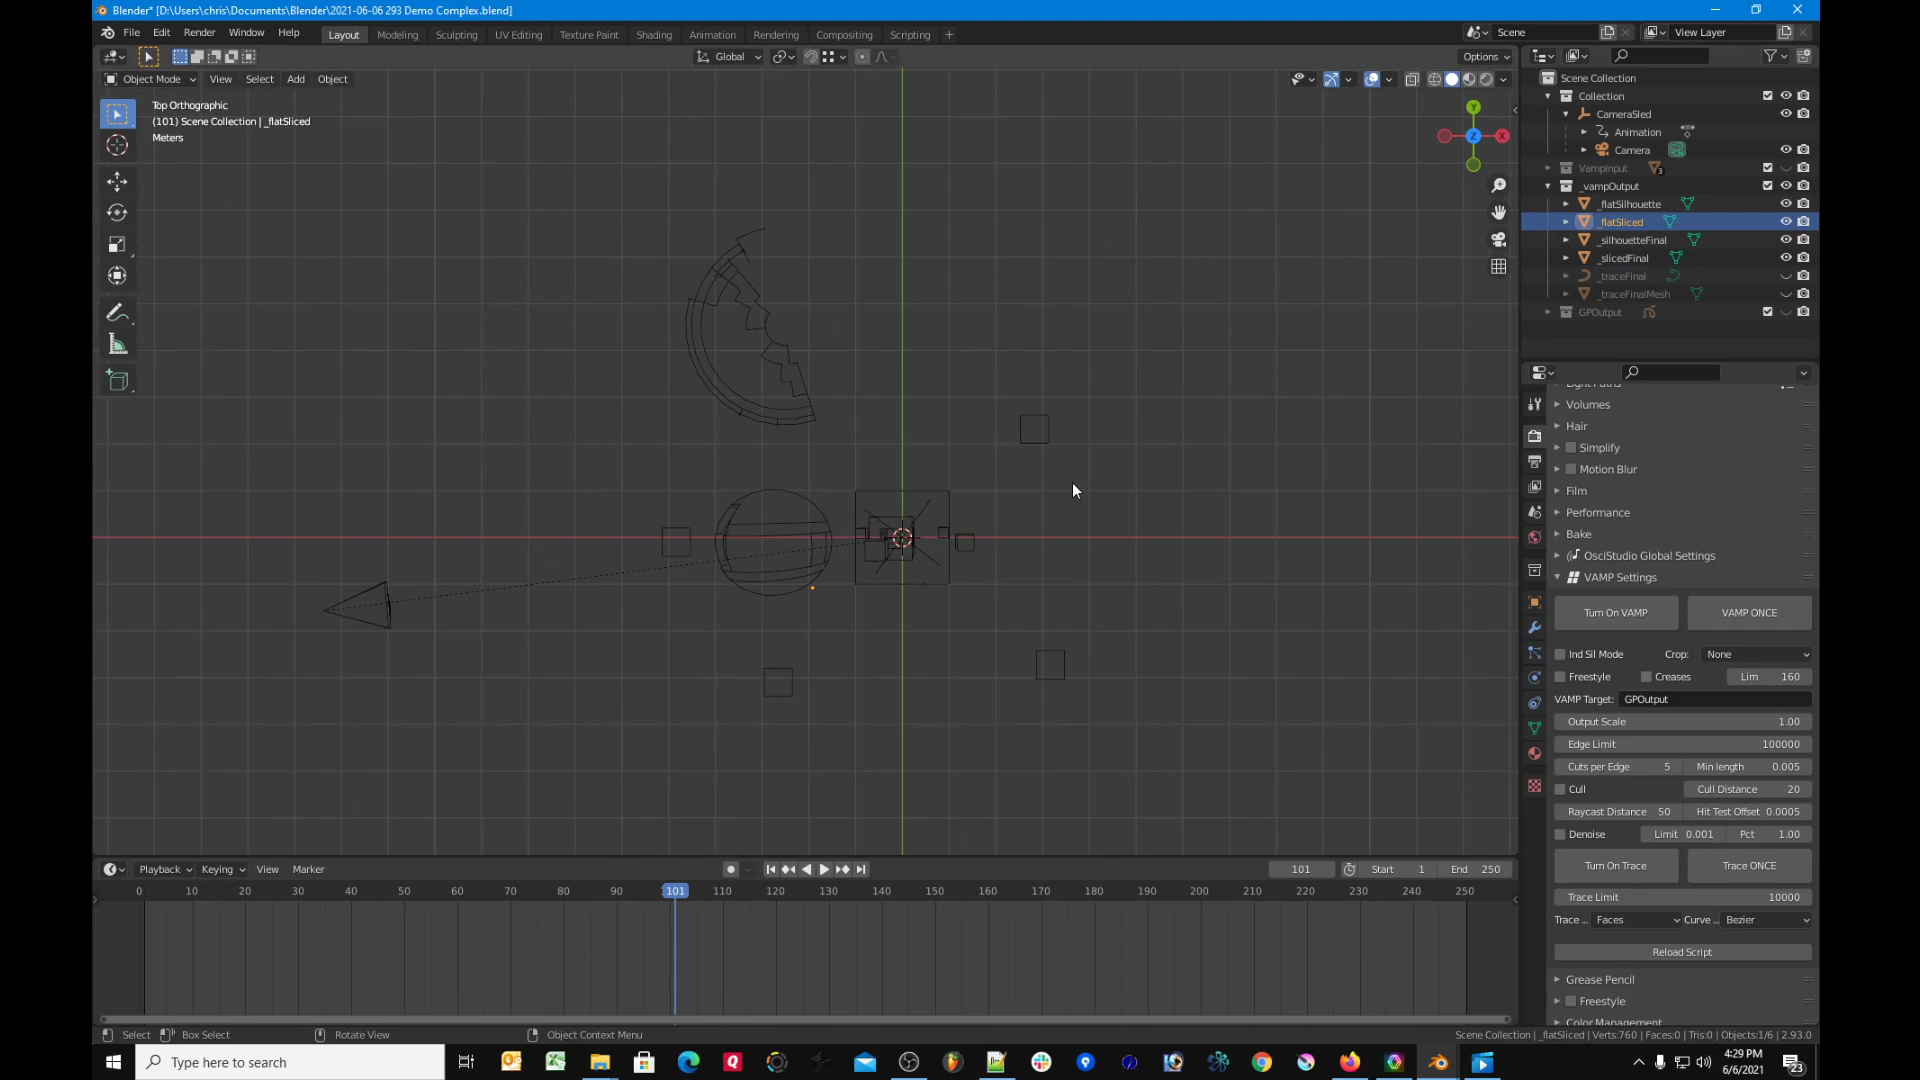 Blender* [D:\Users\chris\Documents\Blender\2021-06-06 293 Demo Complex.blend]
File Edit Render Window Help
Layout Modeling Sculpting UV Editing Texture Paint Shading Animation Rendering Compositing Scripting +
Scene
View Layer
Global
Options
Object Mode View Select Add Object
Top Orthographic
(101) Scene Collection | _flatSliced
Meters
Y
Z
X
Scene Collection
Collection
CameraSled
Animation
Camera
VampInput 3
_vampOutput
_flatSilhouette
_flatSliced
_silhouetteFinal
_slicedFinal
_traceFinal
_traceFinalMesh
GPOutput
Light Paths
Volumes
Hair
Simplify
Motion Blur
Film
Performance
Bake
OsciStudio Global Settings
VAMP Settings
Turn On VAMP VAMP ONCE
Ind Sil Mode Crop: None
Freestyle Creases Lim 160
VAMP Target: GPOutput
Output Scale 1.00
Edge Limit 100000
Cuts per Edge 5 Min length 0.005
Cull Cull Distance 20
Raycast Distance 50 Hit Test Offset 0.0005
Denoise Limit 0.001 Pct 1.00
Turn On Trace Trace ONCE
Trace Limit 10000
Trace ... Faces Curve ... Bezier
Reload Script
Grease Pencil
Freestyle
Color Management
Playback Keying View Marker
101 Start 1 End 250
0 10 20 30 40 50 60 70 80 90 101 110 120 130 140 150 160 170 180 190 200 210 220 230 240 250
Select Box Select Rotate View Object Context Menu
Scene Collection | _flatSliced | Verts:760 | Faces:0 | Tris:0 | Objects:1/6 | 2.93.0
Type here to search
4:29 PM
6/6/2021
23